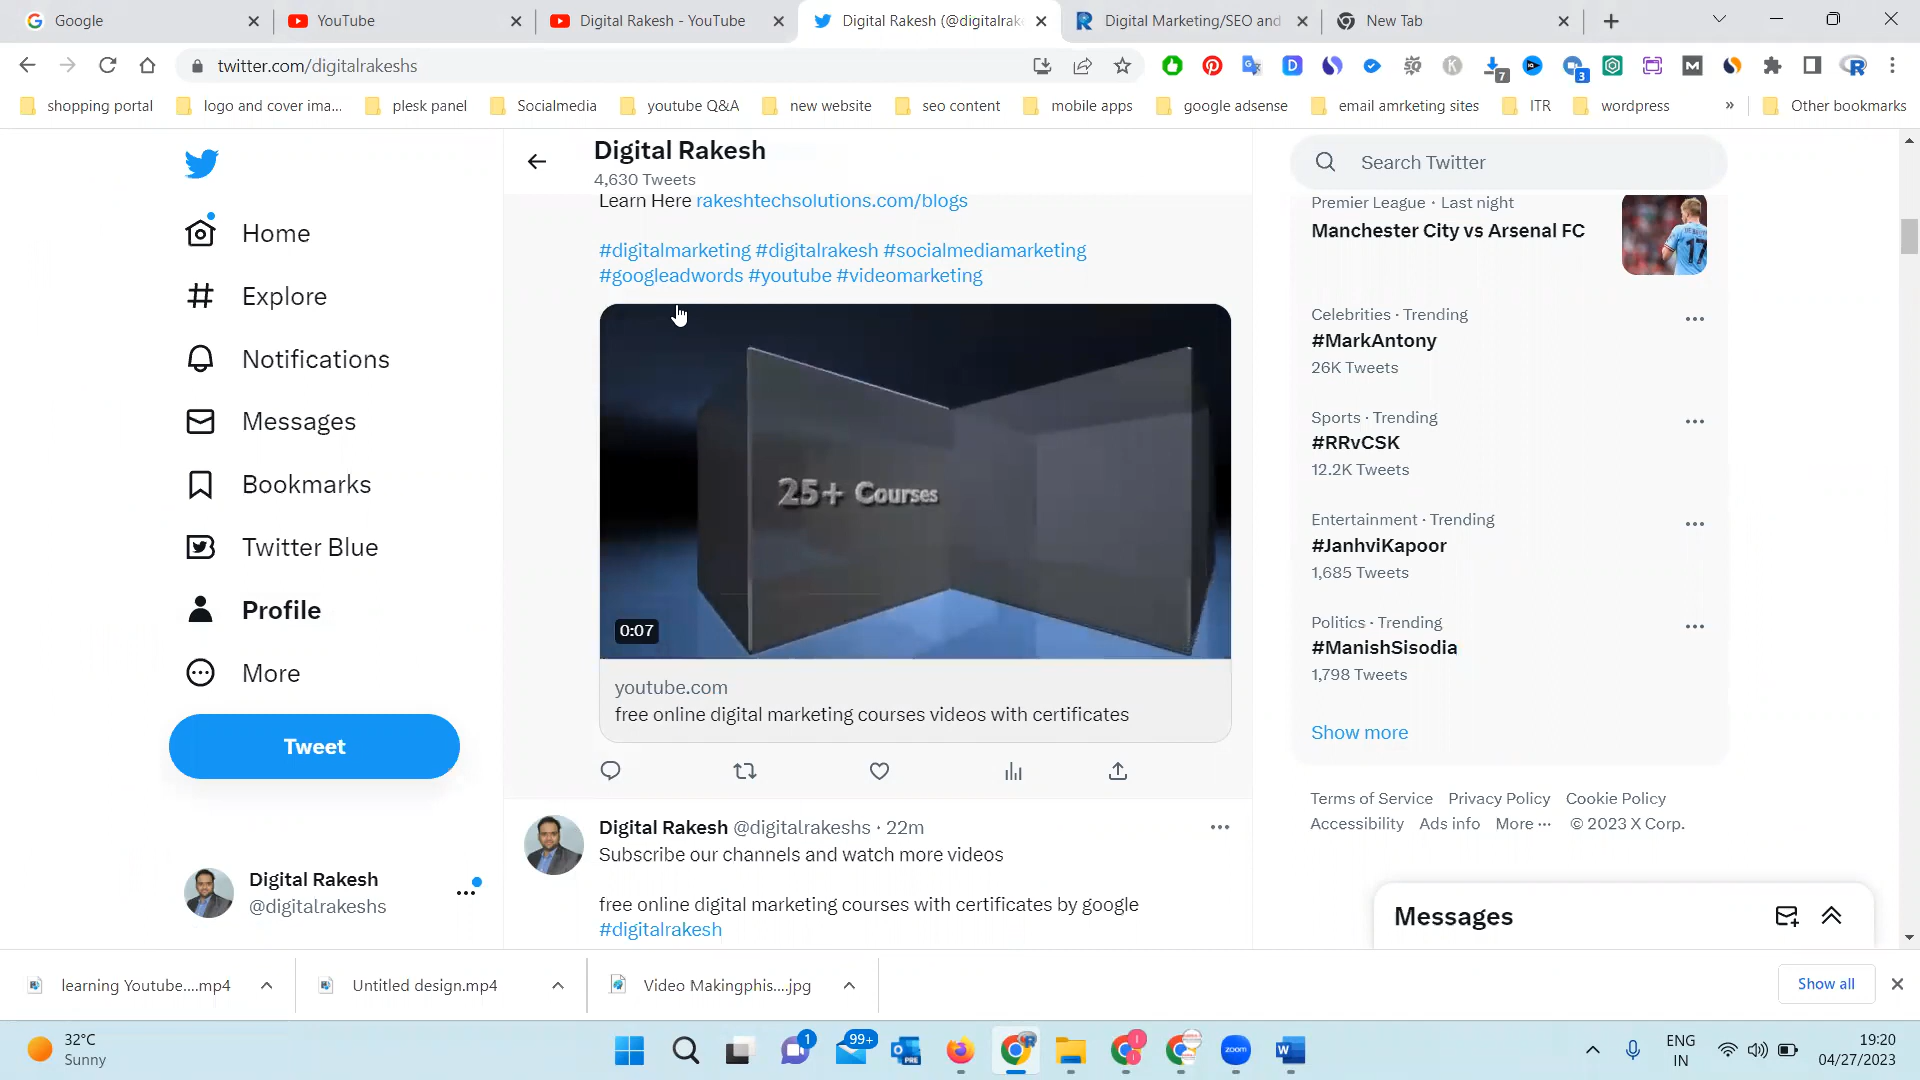 Google
YouTube
Digital Rakesh - YouTube
Digital Rakesh (@digitalrake
Digital Marketing/SEO and
New Tab
twitter.com/digitalrakeshs
7
3
shopping portal
logo and cover ima...
plesk panel
Socialmedia
youtube Q&A
new website
seo content
mobile apps
google adsense
email amrketing sites
ITR
wordpress
»
Other bookmarks
Home
Explore
Notifications
Messages
Bookmarks
Twitter Blue
Profile
More
Tweet
Digital Rakesh
@digitalrakeshs
Digital Rakesh
4,630 Tweets
Learn Here rakeshtechsolutions.com/blogs
#digitalmarketing #digitalrakesh #socialmediamarketing
#googleadwords #youtube #videomarketing
25+ Courses
0:07
youtube.com
free online digital marketing courses videos with certificates
Digital Rakesh @digitalrakeshs · 22m
Subscribe our channels and watch more videos
free online digital marketing courses with certificates by google
#digitalrakesh
Search Twitter
Premier League · Last night
Manchester City vs Arsenal FC
17
Celebrities · Trending
#MarkAntony
26K Tweets
Sports · Trending
#RRvCSK
12.2K Tweets
Entertainment · Trending
#JanhviKapoor
1,685 Tweets
Politics · Trending
#ManishSisodia
1,798 Tweets
Show more
Terms of Service Privacy Policy Cookie Policy
Accessibility Ads info More ··· © 2023 X Corp.
Messages
learning Youtube....mp4
Untitled design.mp4
Video Makingphis....jpg
Show all
32°C
Sunny
1
99+
PRE
zoom
ENG
IN
19:20
04/27/2023